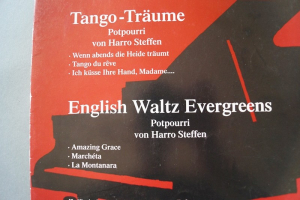 Tango-Träume
Potpourri
von Harro Steffen
- Wenn abends die Heide träumt
- Tango du rêve
- Ich küsse Ihre Hand, Madame....
English Waltz Evergreens
Potpourri
von Harro Steffen
- Amazing Grace
- Marchéta
- La Montanara